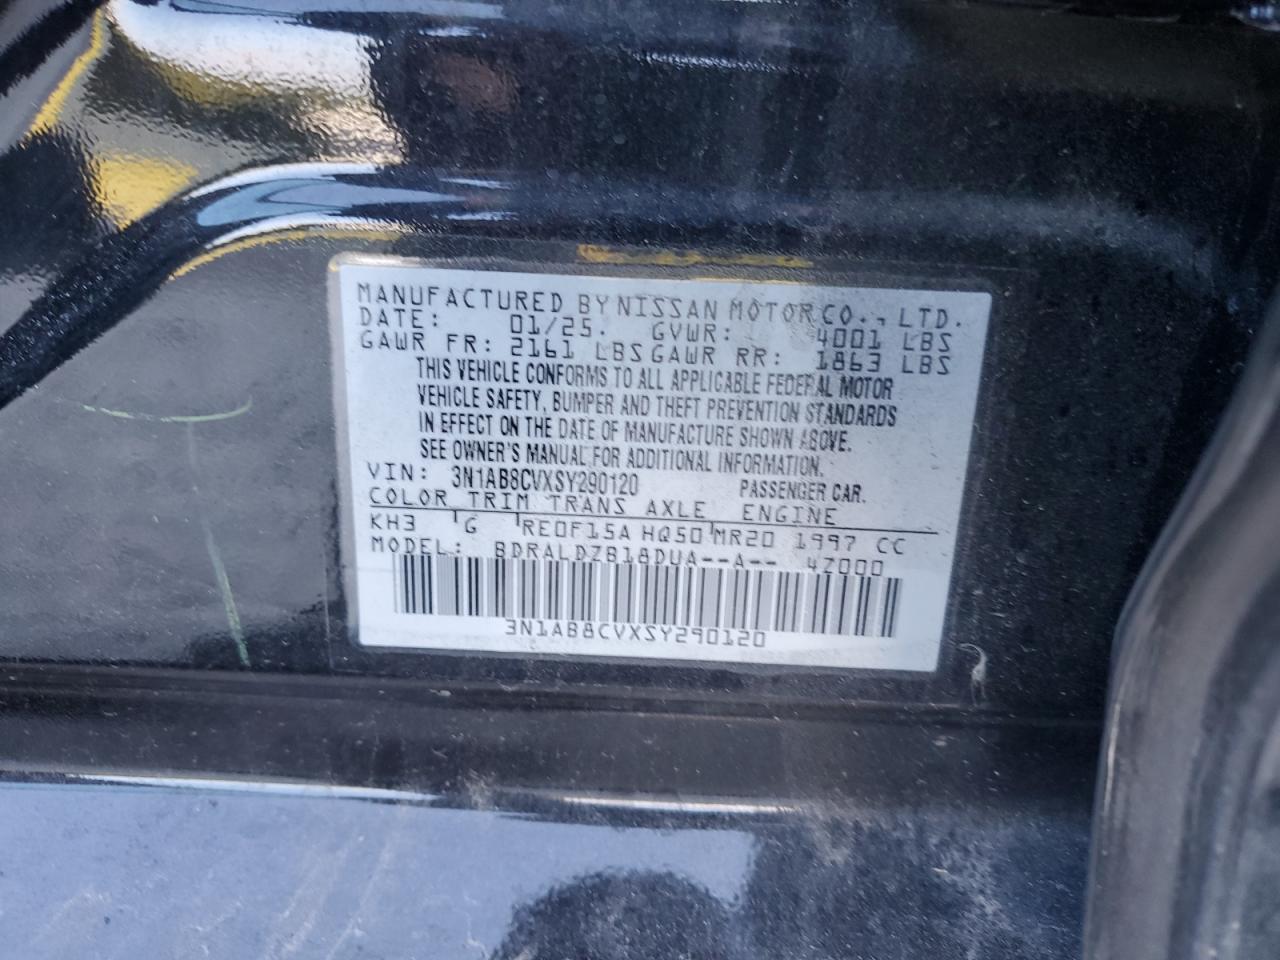 MANUFACTURED BY NISSAN MOTOR CO., LTD.
DATE: 01/25. GVWR: 4001 LBS
GAWR FR: 2161 LBS GAWR RR: 1863 LBS
THIS VEHICLE CONFORMS TO ALL APPLICABLE FEDERAL MOTOR
VEHICLE SAFETY, BUMPER AND THEFT PREVENTION STANDARDS
IN EFFECT ON THE DATE OF MANUFACTURE SHOWN ABOVE.
SEE OWNER'S MANUAL FOR ADDITIONAL INFORMATION.
VIN: 3N1AB8CVXSY290120 PASSENGER CAR.
COLOR TRIM TRANS AXLE ENGINE
KH3 G RE0F15A HQ50 MR20 1997 CC
MODEL: BDRALDZB18DUA--A-- 4Z000
3N1AB8CVXSY290120